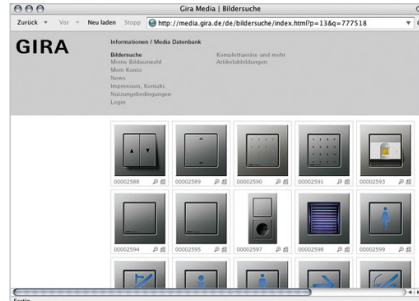 Gira Media | Bildersuche
Zurück Vor Neu laden Stopp http://media.gira.de/de/bildersuche/index.html?p=13&q=777518
GIRA
Informationen / Media Datenbank
Bildersuche
Meine Bildauswahl
Mein Konto
News
Impressum, Kontakt
Nutzungsbedingungen
Login
Komplettserien und mehr
Artikelabbildungen
00002588 00002589 00002590 00002591 00002593
00002594 00002595 00002597 00002598 00002599
Fertig